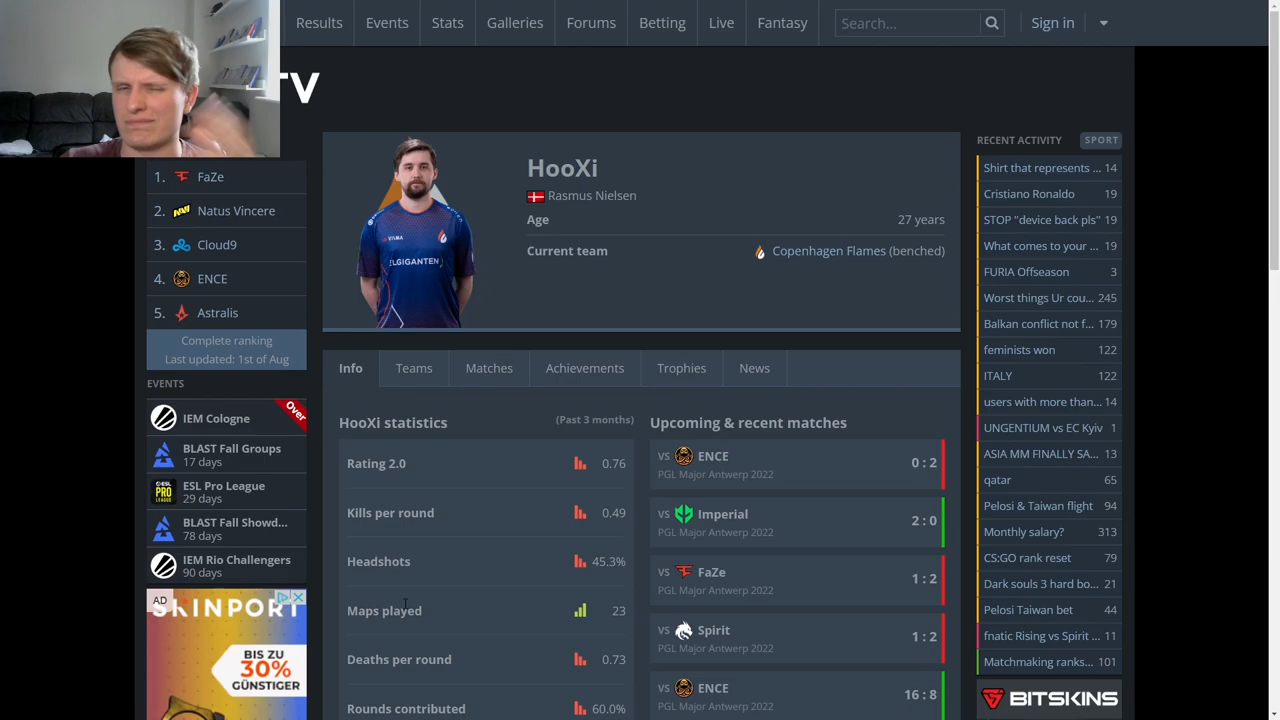 Results Events Stats Galleries Forums Betting Live Fantasy Search... Sign in
TV
1. FaZe
2. Natus Vincere
3. Cloud9
4. ENCE
5. Astralis
Complete ranking
Last updated: 1st of Aug
EVENTS
IEM Cologne
Over
BLAST Fall Groups
17 days
ESL Pro League
29 days
BLAST Fall Showd...
78 days
IEM Rio Challengers
90 days
AD
SKINPORT
BIS ZU
30%
GÜNSTIGER
HooXi
Rasmus Nielsen
Age 27 years
Current team Copenhagen Flames (benched)
ELGIGANTEN
Info Teams Matches Achievements Trophies News
HooXi statistics (Past 3 months)
Rating 2.0 0.76
Kills per round 0.49
Headshots 45.3%
Maps played 23
Deaths per round 0.73
Rounds contributed 60.0%
Upcoming & recent matches
VS ENCE 0 : 2
PGL Major Antwerp 2022
VS Imperial 2 : 0
PGL Major Antwerp 2022
VS FaZe 1 : 2
PGL Major Antwerp 2022
VS Spirit 1 : 2
PGL Major Antwerp 2022
VS ENCE 16 : 8
PGL Major Antwerp 2022
RECENT ACTIVITY SPORT
Shirt that represents ... 14
Cristiano Ronaldo 19
STOP "device back pls" 19
What comes to your ... 19
FURIA Offseason 3
Worst things Ur cou... 245
Balkan conflict not f... 179
feminists won 122
ITALY 122
users with more than... 14
UNGENTIUM vs EC Kyiv 1
ASIA MM FINALLY SA... 13
qatar 65
Pelosi & Taiwan flight 94
Monthly salary? 313
CS:GO rank reset 79
Dark souls 3 hard bo... 21
Pelosi Taiwan bet 44
fnatic Rising vs Spirit ... 11
Matchmaking ranks... 101
BITSKINS